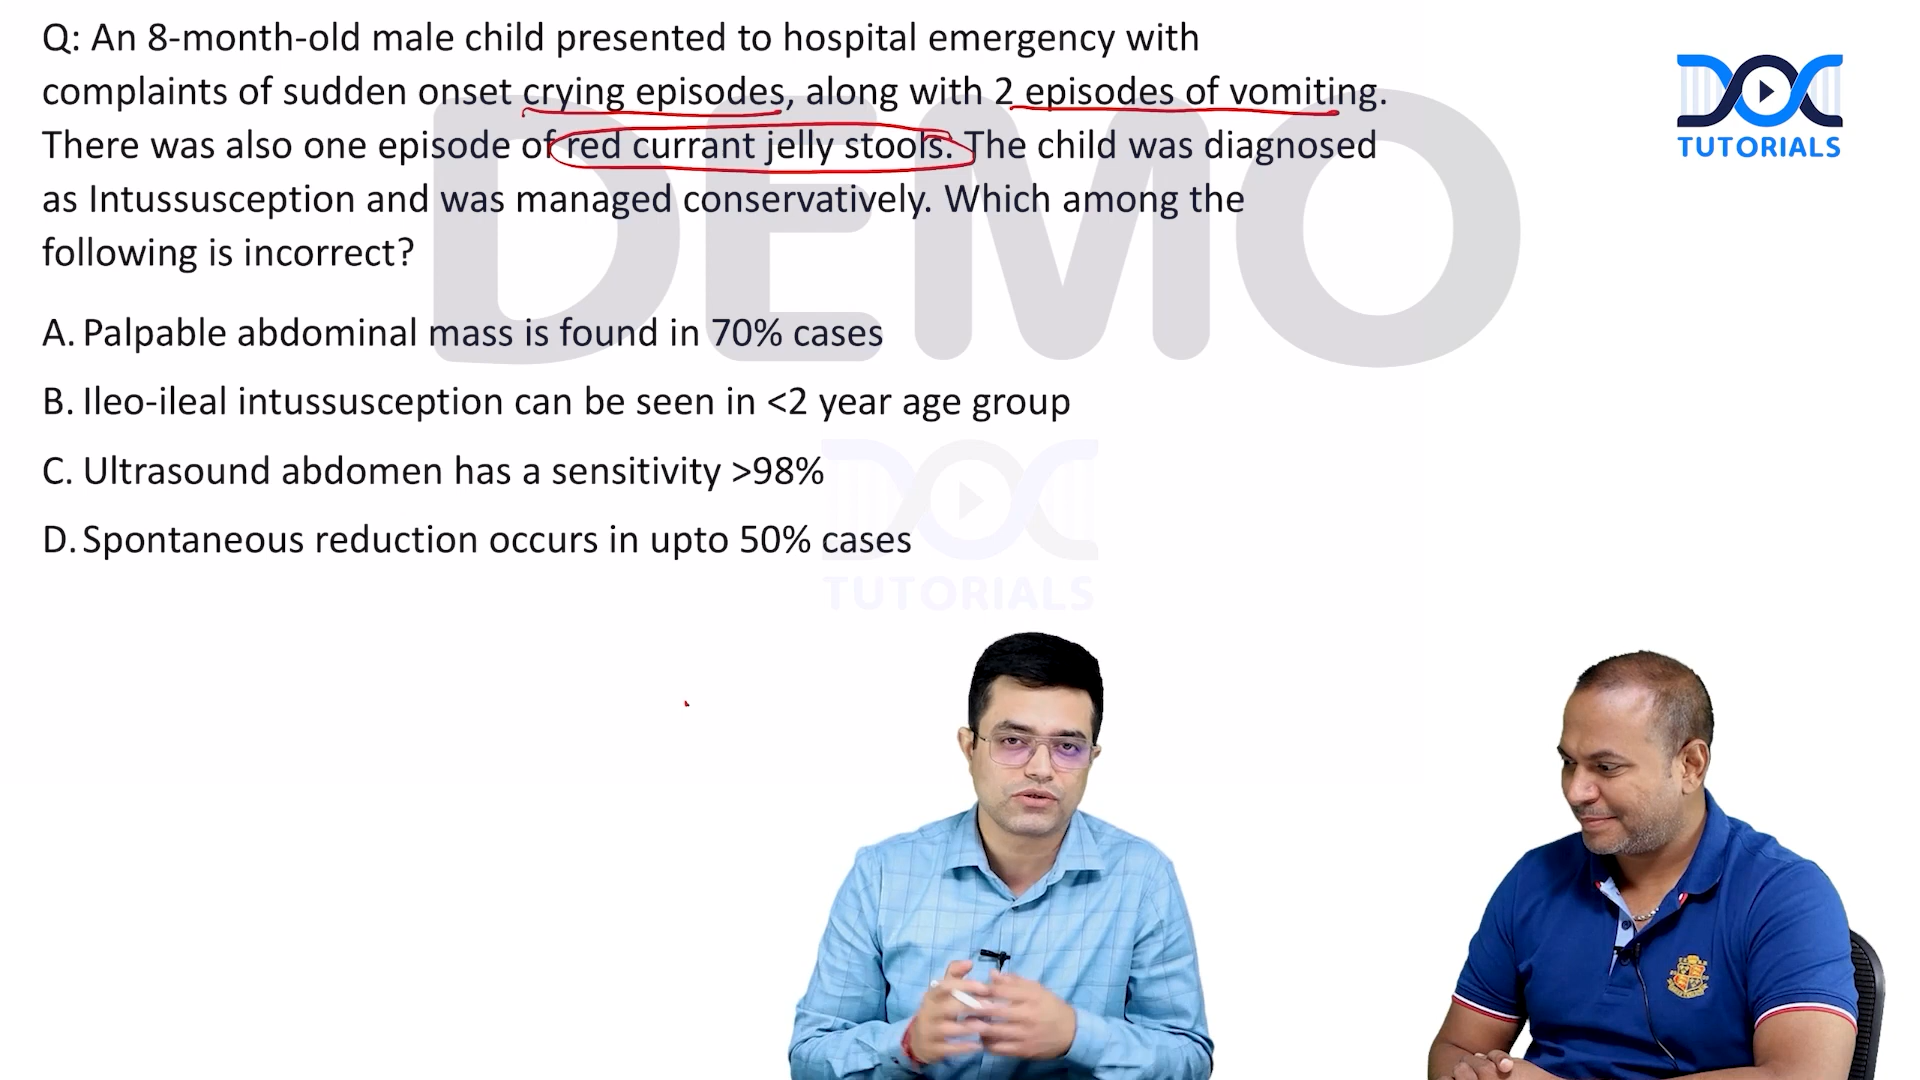 Q: An 8-month-old male child presented to hospital emergency with
complaints of sudden onset crying episodes, along with 2 episodes of vomiting.
There was also one episode of red currant jelly stools. The child was diagnosed
as Intussusception and was managed conservatively. Which among the
following is incorrect?
A. Palpable abdominal mass is found in 70% cases
B. Ileo-ileal intussusception can be seen in <2 year age group
C. Ultrasound abdomen has a sensitivity >98%
D. Spontaneous reduction occurs in upto 50% cases
DEMO
DOC
TUTORIALS
DOC
TUTORIALS